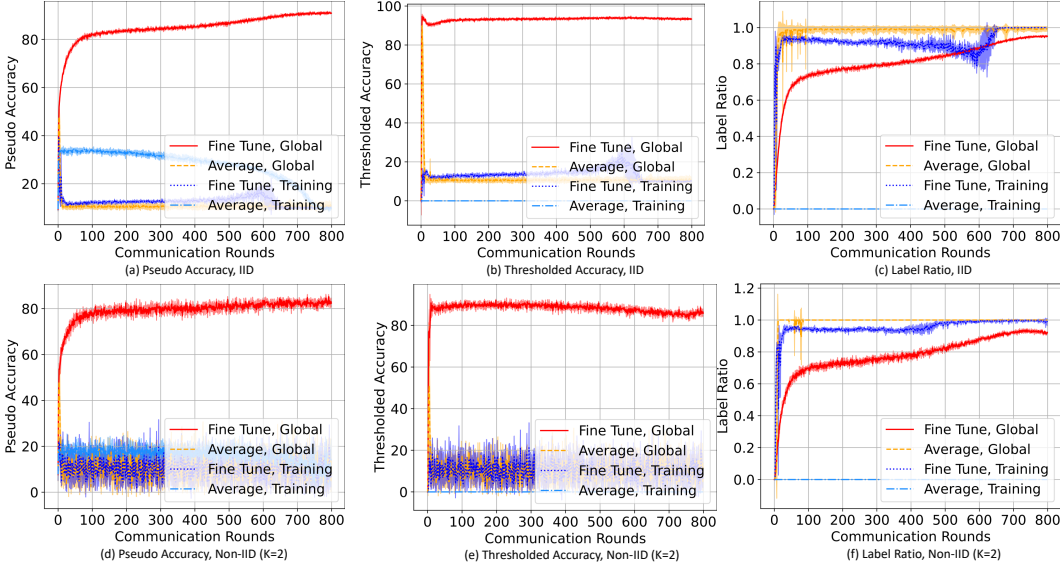 Pseudo Accuracy
80
60
40
20
0 100 200 300 400 500 600 700 800
Communication Rounds
Fine Tune, Global
Average, Global
Fine Tune, Training
Average, Training
(a) Pseudo Accuracy, IID
Thresholded Accuracy
100
80
60
40
20
0
0 100 200 300 400 500 600 700 800
Communication Rounds
Fine Tune, Global
Average, Global
Fine Tune, Training
Average, Training
(b) Thresholded Accuracy, IID
Label Ratio
1.0
0.8
0.6
0.4
0.2
0.0
0 100 200 300 400 500 600 700 800
Communication Rounds
Fine Tune, Global
Average, Global
Fine Tune, Training
Average, Training
(c) Label Ratio, IID
Pseudo Accuracy
80
60
40
20
0
0 100 200 300 400 500 600 700 800
Communication Rounds
Fine Tune, Global
Average, Global
Fine Tune, Training
Average, Training
(d) Pseudo Accuracy, Non-IID (K=2)
Thresholded Accuracy
80
60
40
20
0
0 100 200 300 400 500 600 700 800
Communication Rounds
Fine Tune, Global
Average, Global
Fine Tune, Training
Average, Training
(e) Thresholded Accuracy, Non-IID (K=2)
Label Ratio
1.2
1.0
0.8
0.6
0.4
0.2
0.0
0 100 200 300 400 500 600 700 800
Communication Rounds
Fine Tune, Global
Average, Global
Fine Tune, Training
Average, Training
(f) Label Ratio, Non-IID (K=2)